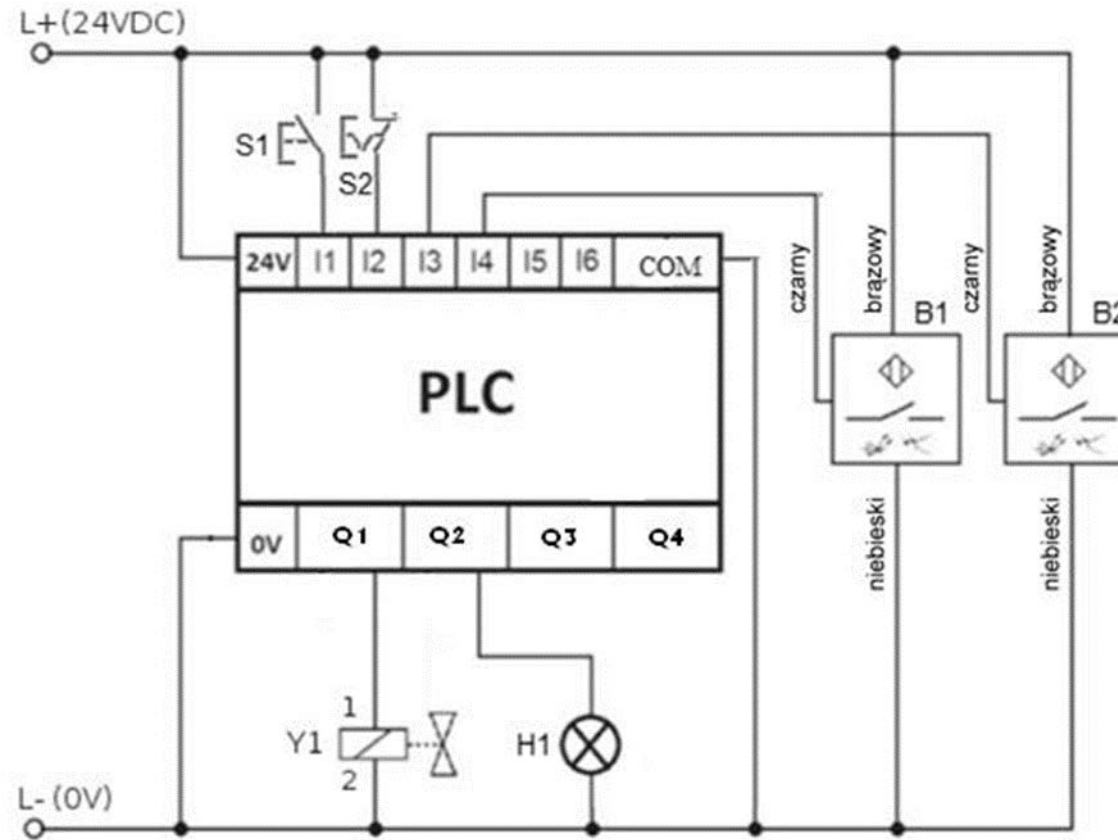 L+(24VDC)
S1
S2
24V I1 I2 I3 I4 I5 I6 COM
czarny
brązowy
czarny
brązowy
B1
B2
PLC
0V Q1 Q2 Q3 Q4
niebieski
niebieski
1
Y1
2
H1
L-(0V)